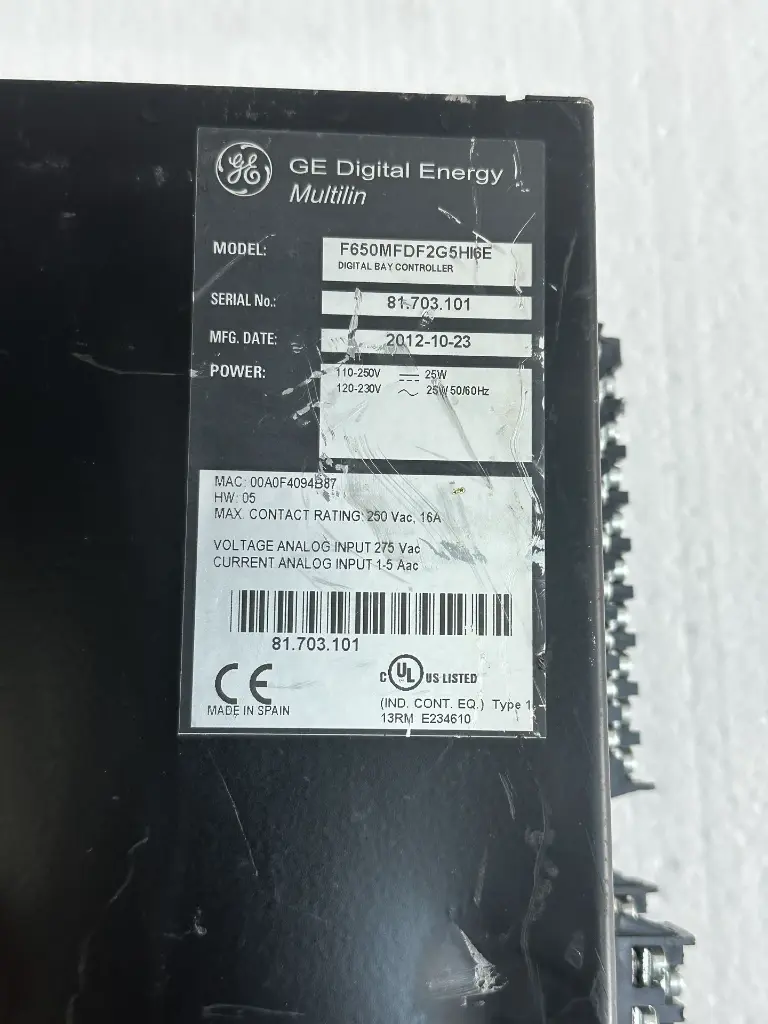 GE Digital Energy
Multilin
MODEL: F650MFDF2G5HI6E
DIGITAL BAY CONTROLLER
SERIAL No.: 81.703.101
MFG. DATE: 2012-10-23
POWER: 110-250V ⎓ 25W
120-230V ~ 25W 50/60Hz
MAC: 00A0F4094B87
HW: 05
MAX. CONTACT RATING: 250 Vac, 16A
VOLTAGE ANALOG INPUT 275 Vac
CURRENT ANALOG INPUT 1-5 Aac
81.703.101
CE
MADE IN SPAIN
C UL US LISTED
(IND. CONT. EQ.) Type 1
13RM E234610